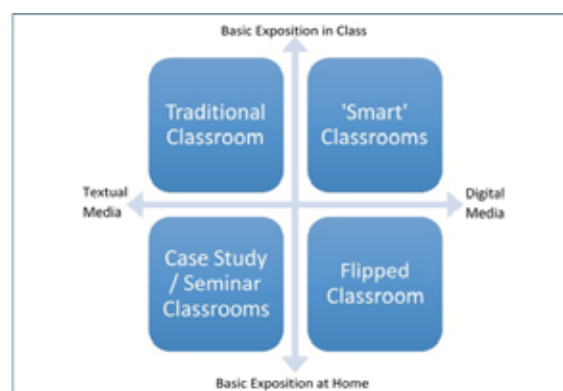 Basic Exposition in Class
Traditional
Classroom
'Smart'
Classrooms
Textual
Media
Digital
Media
Case Study
/ Seminar
Classrooms
Flipped
Classroom
Basic Exposition at Home